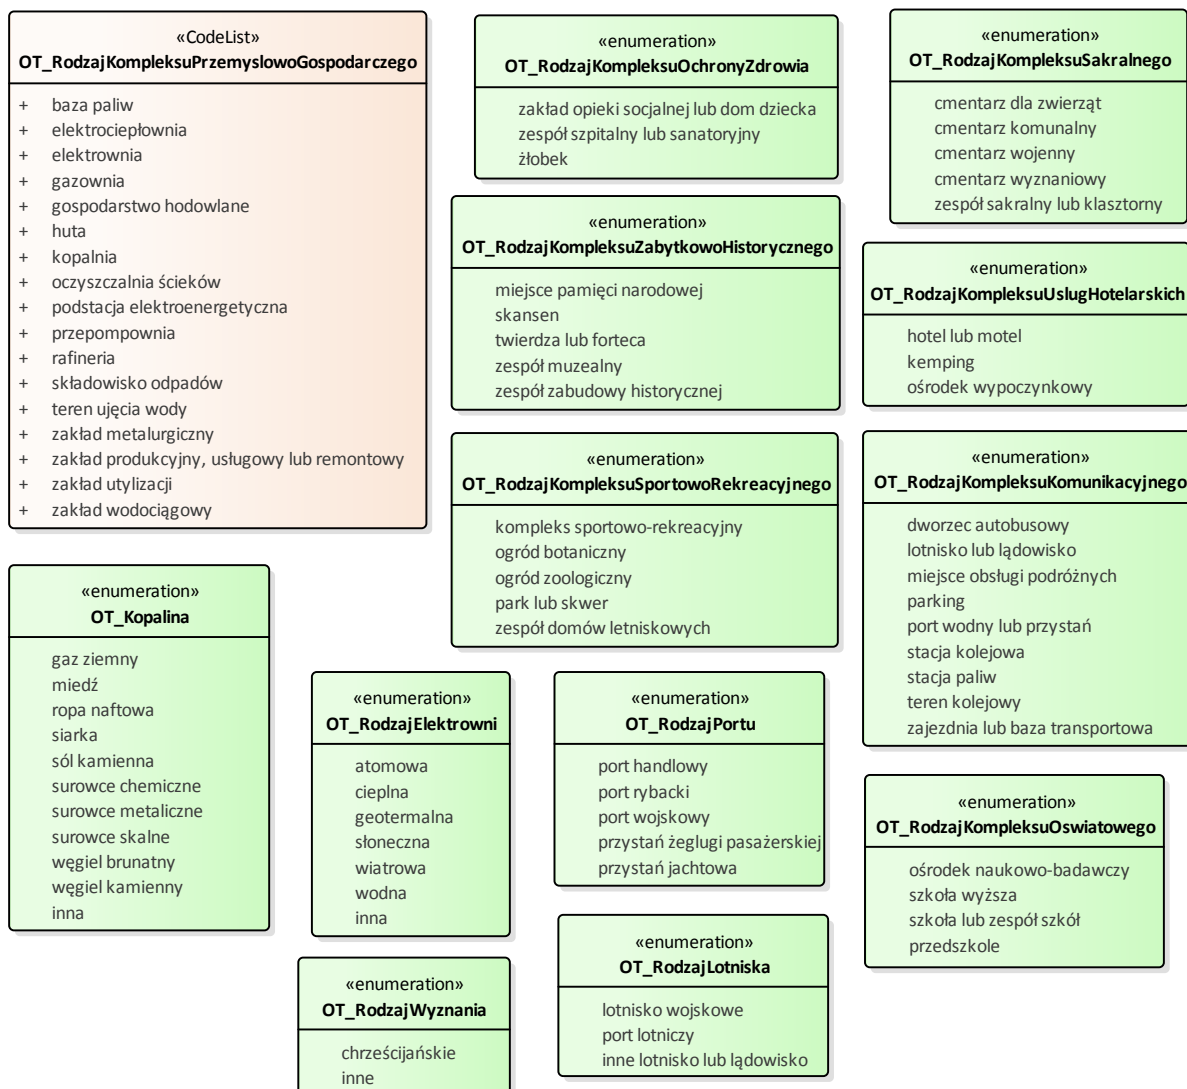 «CodeList»
OT_RodzajKompleksuPrzemyslowoGospodarczego
+ baza paliw
+ elektrociepłownia
+ elektrownia
+ gazownia
+ gospodarstwo hodowlane
+ huta
+ kopalnia
+ oczyszczalnia ścieków
+ podstacja elektroenergetyczna
+ przepompownia
+ rafineria
+ składowisko odpadów
+ teren ujęcia wody
+ zakład metalurgiczny
+ zakład produkcyjny, usługowy lub remontowy
+ zakład utylizacji
+ zakład wodociągowy
«enumeration»
OT_RodzajKompleksuOchronyZdrowia
zakład opieki socjalnej lub dom dziecka
zespół szpitalny lub sanatoryjny
żłobek
«enumeration»
OT_RodzajKompleksuSakralnego
cmentarz dla zwierząt
cmentarz komunalny
cmentarz wojenny
cmentarz wyznaniowy
zespół sakralny lub klasztorny
«enumeration»
OT_RodzajKompleksuZabytkowoHistorycznego
miejsce pamięci narodowej
skansen
twierdza lub forteca
zespół muzealny
zespół zabudowy historycznej
«enumeration»
OT_RodzajKompleksuUslugHotelarskich
hotel lub motel
kemping
ośrodek wypoczynkowy
«enumeration»
OT_RodzajKompleksuSportowoRekreacyjnego
kompleks sportowo-rekreacyjny
ogród botaniczny
ogród zoologiczny
park lub skwer
zespół domów letniskowych
«enumeration»
OT_RodzajKompleksuKomunikacyjnego
dworzec autobusowy
lotnisko lub lądowisko
miejsce obsługi podróżnych
parking
port wodny lub przystań
stacja kolejowa
stacja paliw
teren kolejowy
zajezdnia lub baza transportowa
«enumeration»
OT_Kopalina
gaz ziemny
miedź
ropa naftowa
siarka
sól kamienna
surowce chemiczne
surowce metaliczne
surowce skalne
węgiel brunatny
węgiel kamienny
inna
«enumeration»
OT_RodzajElektrowni
atomowa
cieplna
geotermalna
słoneczna
wiatrowa
wodna
inna
«enumeration»
OT_RodzajPortu
port handlowy
port rybacki
port wojskowy
przystań żeglugi pasażerskiej
przystań jachtowa
«enumeration»
OT_RodzajKompleksuOswiatowego
ośrodek naukowo-badawczy
szkoła wyższa
szkoła lub zespół szkół
przedszkole
«enumeration»
OT_RodzajWyznania
chrześcijańskie
inne
«enumeration»
OT_RodzajLotniska
lotnisko wojskowe
port lotniczy
inne lotnisko lub lądowisko